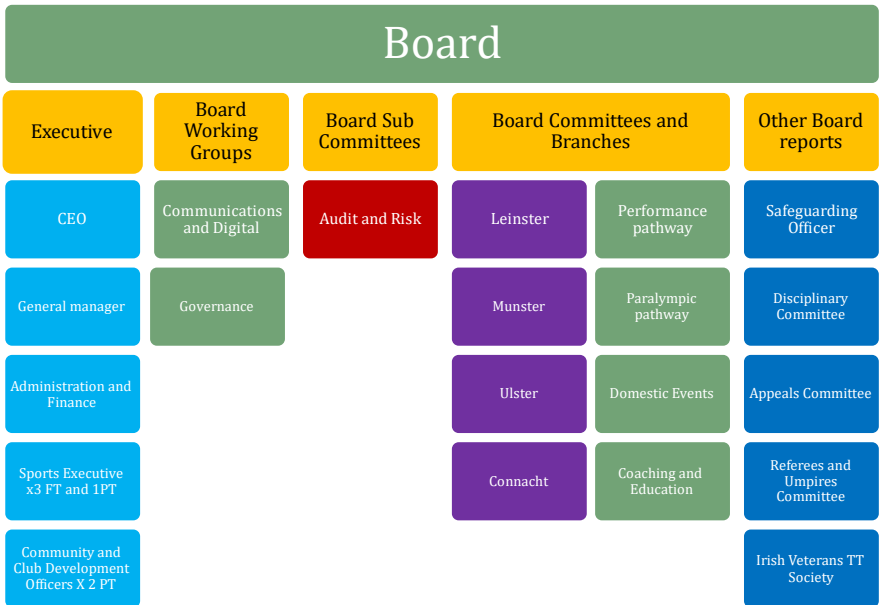 Board
Executive
Board
Working
Groups
Board Sub
Committees
Board Committees and
Branches
Other Board
reports
CEO
Communications
and Digital
Audit and Risk
Leinster
Performance
pathway
Safeguarding
Officer
General manager
Governance
Munster
Paralympic
pathway
Disciplinary
Committee
Administration and
Finance
Ulster
Domestic Events
Appeals Committee
Sports Executive
x3 FT and 1PT
Connacht
Coaching and
Education
Referees and
Umpires
Committee
Community and
Club Development
Officers X 2 PT
Irish Veterans TT
Society